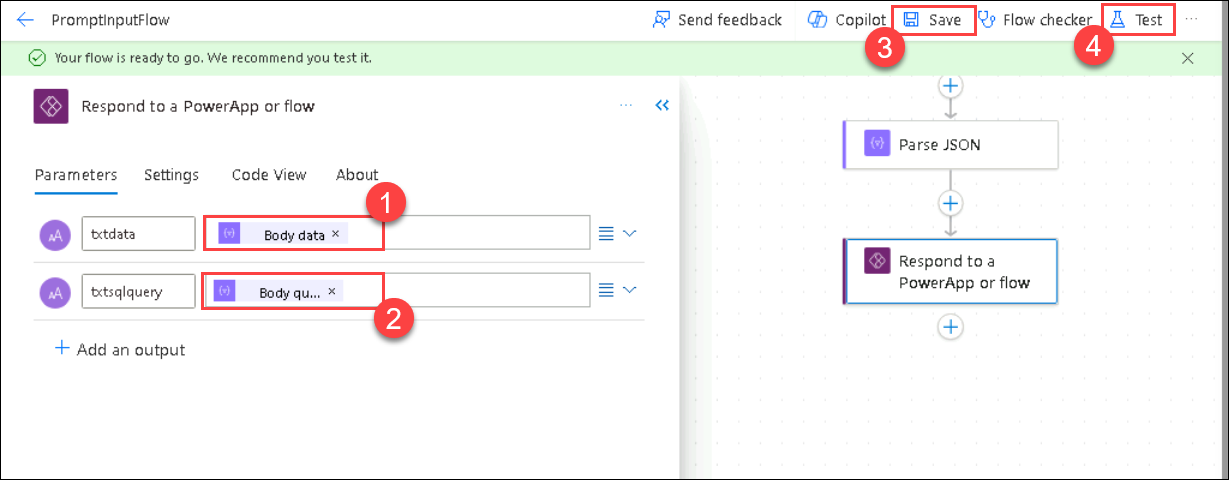 PromptInputFlow
Send feedback
Copilot
Save
Flow checker
Test
3
4
Your flow is ready to go. We recommend you test it.
Respond to a PowerApp or flow
Parameters
Settings
Code View
About
1
AA
txtdata
Body data
AA
txtsqlquery
Body qu...
2
Add an output
Parse JSON
Respond to a
PowerApp or flow